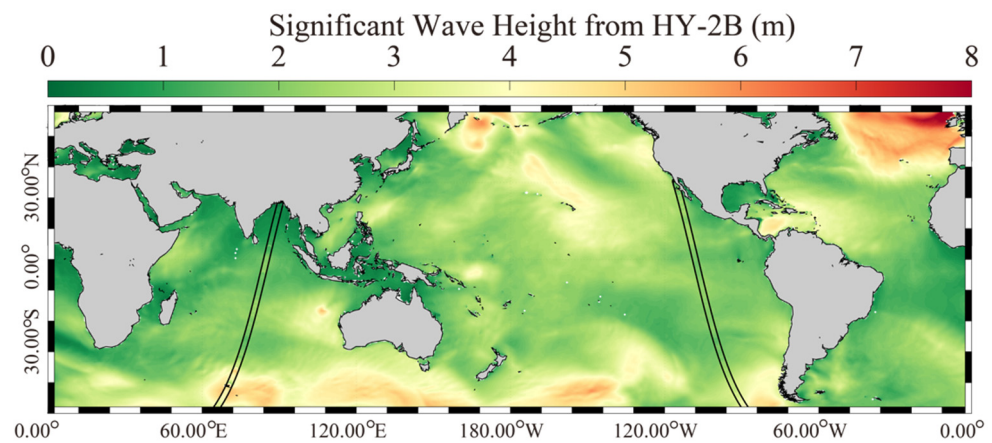 Significant Wave Height from HY-2B (m)
0 1 2 3 4 5 6 7 8
30.00°N
0.00°
30.00°S
0.00° 60.00°E 120.00°E 180.00°W 120.00°W 60.00°W 0.00°